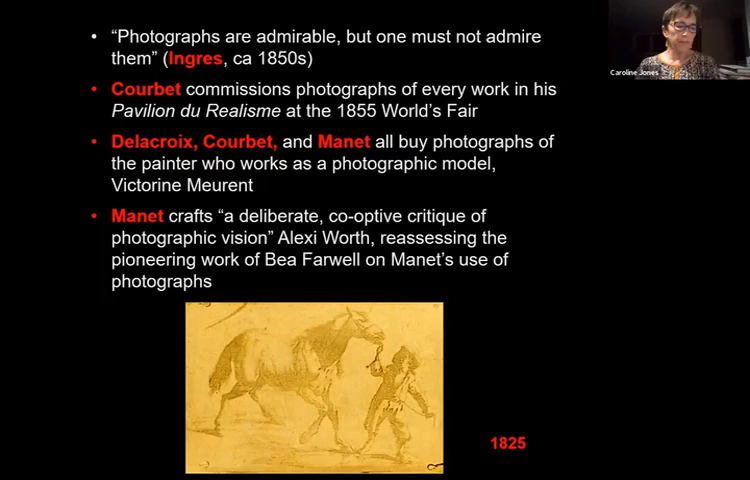 • “Photographs are admirable, but one must not admire
them” (Ingres, ca 1850s)
• Courbet commissions photographs of every work in his
Pavilion du Realisme at the 1855 World’s Fair
• Delacroix, Courbet, and Manet all buy photographs of
the painter who works as a photographic model,
Victorine Meurent
• Manet crafts “a deliberate, co-optive critique of
photographic vision” Alexi Worth, reassessing the
pioneering work of Bea Farwell on Manet’s use of
photographs
1825
Caroline Jones